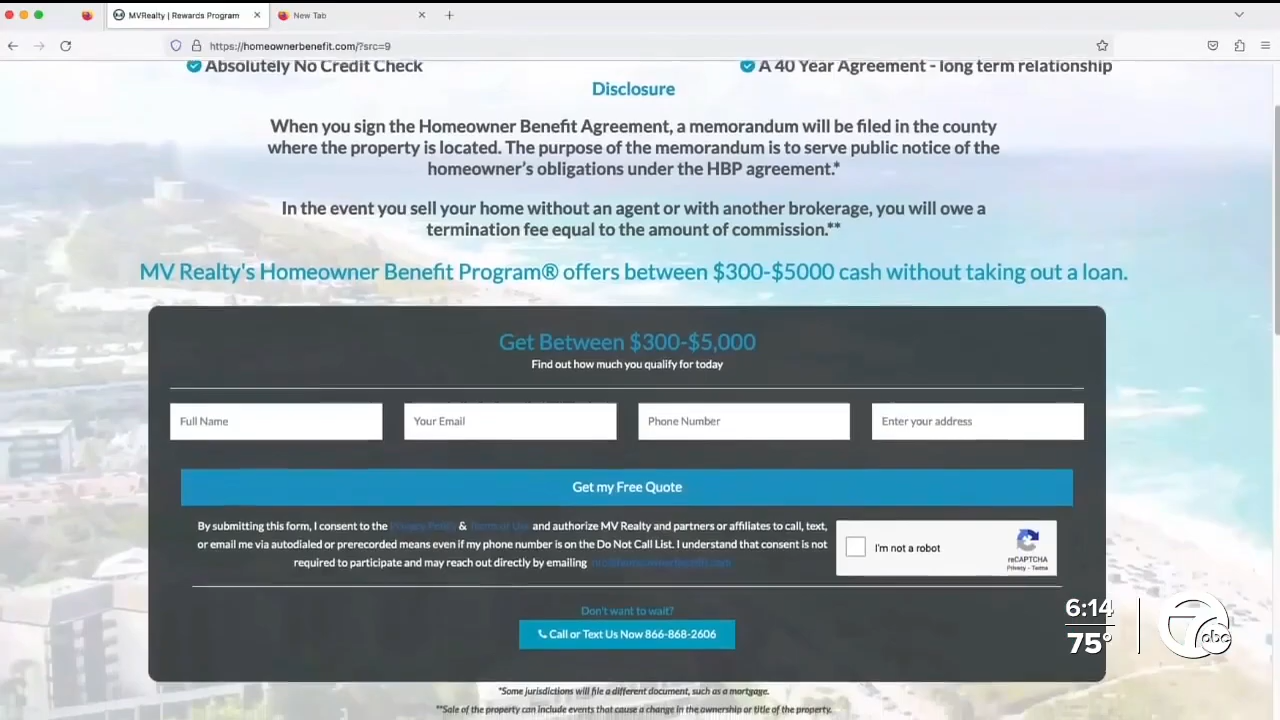 MVRealty | Rewards Program
New Tab
https://homeownerbenefit.com/?src=9
Absolutely No Credit Check
A 40 Year Agreement - long term relationship
Disclosure
When you sign the Homeowner Benefit Agreement, a memorandum will be filed in the county
where the property is located. The purpose of the memorandum is to serve public notice of the
homeowner's obligations under the HBP agreement.*
In the event you sell your home without an agent or with another brokerage, you will owe a
termination fee equal to the amount of commission.**
MV Realty's Homeowner Benefit Program® offers between $300-$5000 cash without taking out a loan.
Get Between $300-$5,000
Find out how much you qualify for today
Full Name
Your Email
Phone Number
Enter your address
Get my Free Quote
By submitting this form, I consent to the Privacy Policy & Terms of Use and authorize MV Realty and partners or affiliates to call, text,
or email me via autodialed or prerecorded means even if my phone number is on the Do Not Call List. I understand that consent is not
required to participate and may reach out directly by emailing
I'm not a robot
reCAPTCHA
Privacy - Terms
Don't want to wait?
Call or Text Us Now 866-868-2606
6:14
75°
7 abc
*Some jurisdictions will file a different document, such as a mortgage.
**Sale of the property can include events that cause a change in the ownership or title of the property.